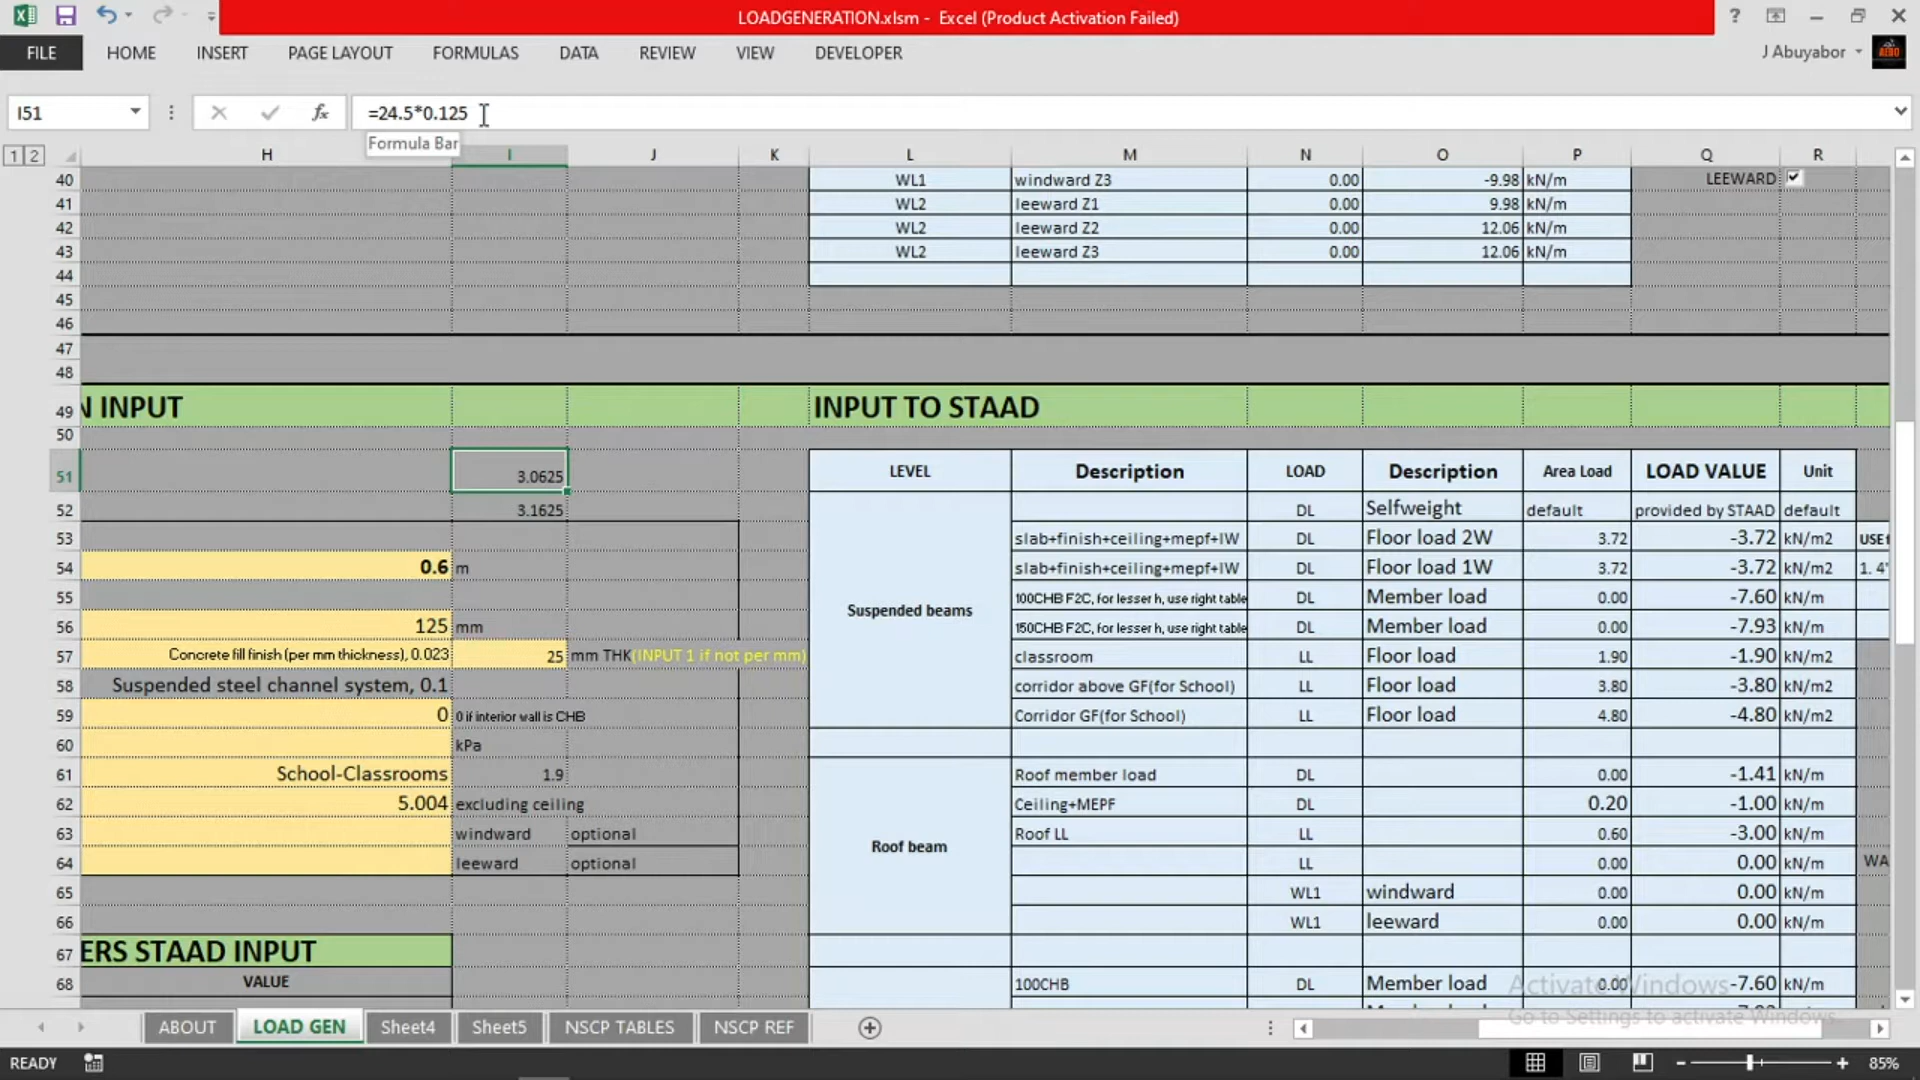 LOADGENERATION.xlsm - Excel (Product Activation Failed)
?
FILE HOME INSERT PAGE LAYOUT FORMULAS DATA REVIEW VIEW DEVELOPER
J Abuyabor
I51 fx =24.5*0.125
Formula Bar
1 2 H I J K L M N O P Q R
40 WL1 windward Z3 0.00 -9.98 kN/m LEEWARD
41 WL2 leeward Z1 0.00 9.98 kN/m
42 WL2 leeward Z2 0.00 12.06 kN/m
43 WL2 leeward Z3 0.00 12.06 kN/m
44
45
46
47
48
49 N INPUT INPUT TO STAAD
50
51 3.0625 LEVEL Description LOAD Description Area Load LOAD VALUE Unit
52 3.1625 DL Selfweight default provided by STAAD default
53 slab+finish+ceiling+mepf+IW DL Floor load 2W 3.72 -3.72 kN/m2 USE
54 0.6 m slab+finish+ceiling+mepf+IW DL Floor load 1W 3.72 -3.72 kN/m2 1. 4"
55 100CHB F2C, for lesser h, use right table DL Member load 0.00 -7.60 kN/m
Suspended beams
56 125 mm 150CHB F2C, for lesser h, use right table DL Member load 0.00 -7.93 kN/m
57 Concrete fill finish (per mm thickness), 0.023 25 mm THK(INPUT 1 if not per mm) classroom LL Floor load 1.90 -1.90 kN/m2
58 Suspended steel channel system, 0.1 corridor above GF(for School) LL Floor load 3.80 -3.80 kN/m2
59 0 0 if interior wall is CHB Corridor GF(for School) LL Floor load 4.80 -4.80 kN/m2
60 kPa
61 School-Classrooms 1.9 Roof member load DL 0.00 -1.41 kN/m
62 5.004 excluding ceiling Ceiling+MEPF DL 0.20 -1.00 kN/m
63 windward optional Roof LL LL 0.60 -3.00 kN/m
Roof beam
64 leeward optional LL 0.00 0.00 kN/m WA
65 WL1 windward 0.00 0.00 kN/m
66 WL1 leeward 0.00 0.00 kN/m
67 ERS STAAD INPUT
68 VALUE 100CHB DL Member load 0.00 -7.60 kN/m
Activate Windows
Go to Settings to activate Windows.
ABOUT LOAD GEN Sheet4 Sheet5 NSCP TABLES NSCP REF
READY 85%